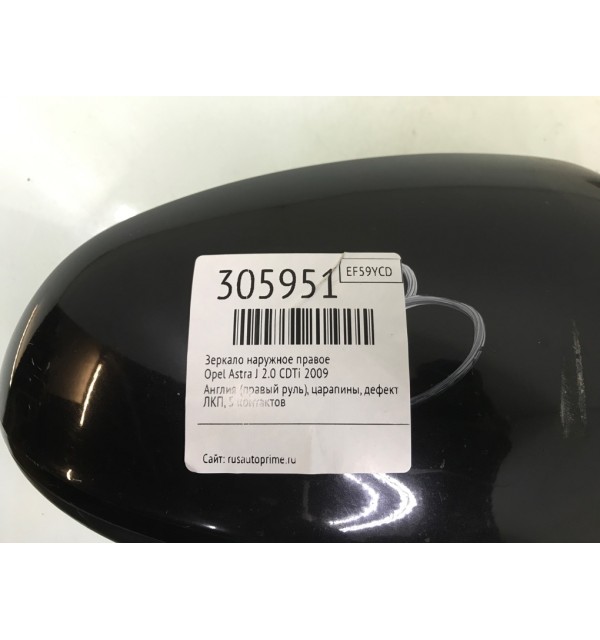 305951
EF59YCD
Зеркало наружное правое
Opel Astra J 2.0 CDTi 2009
Англия (правый руль), царапины, дефект
ЛКП, 5 контактов
Сайт: rusautoprime.ru